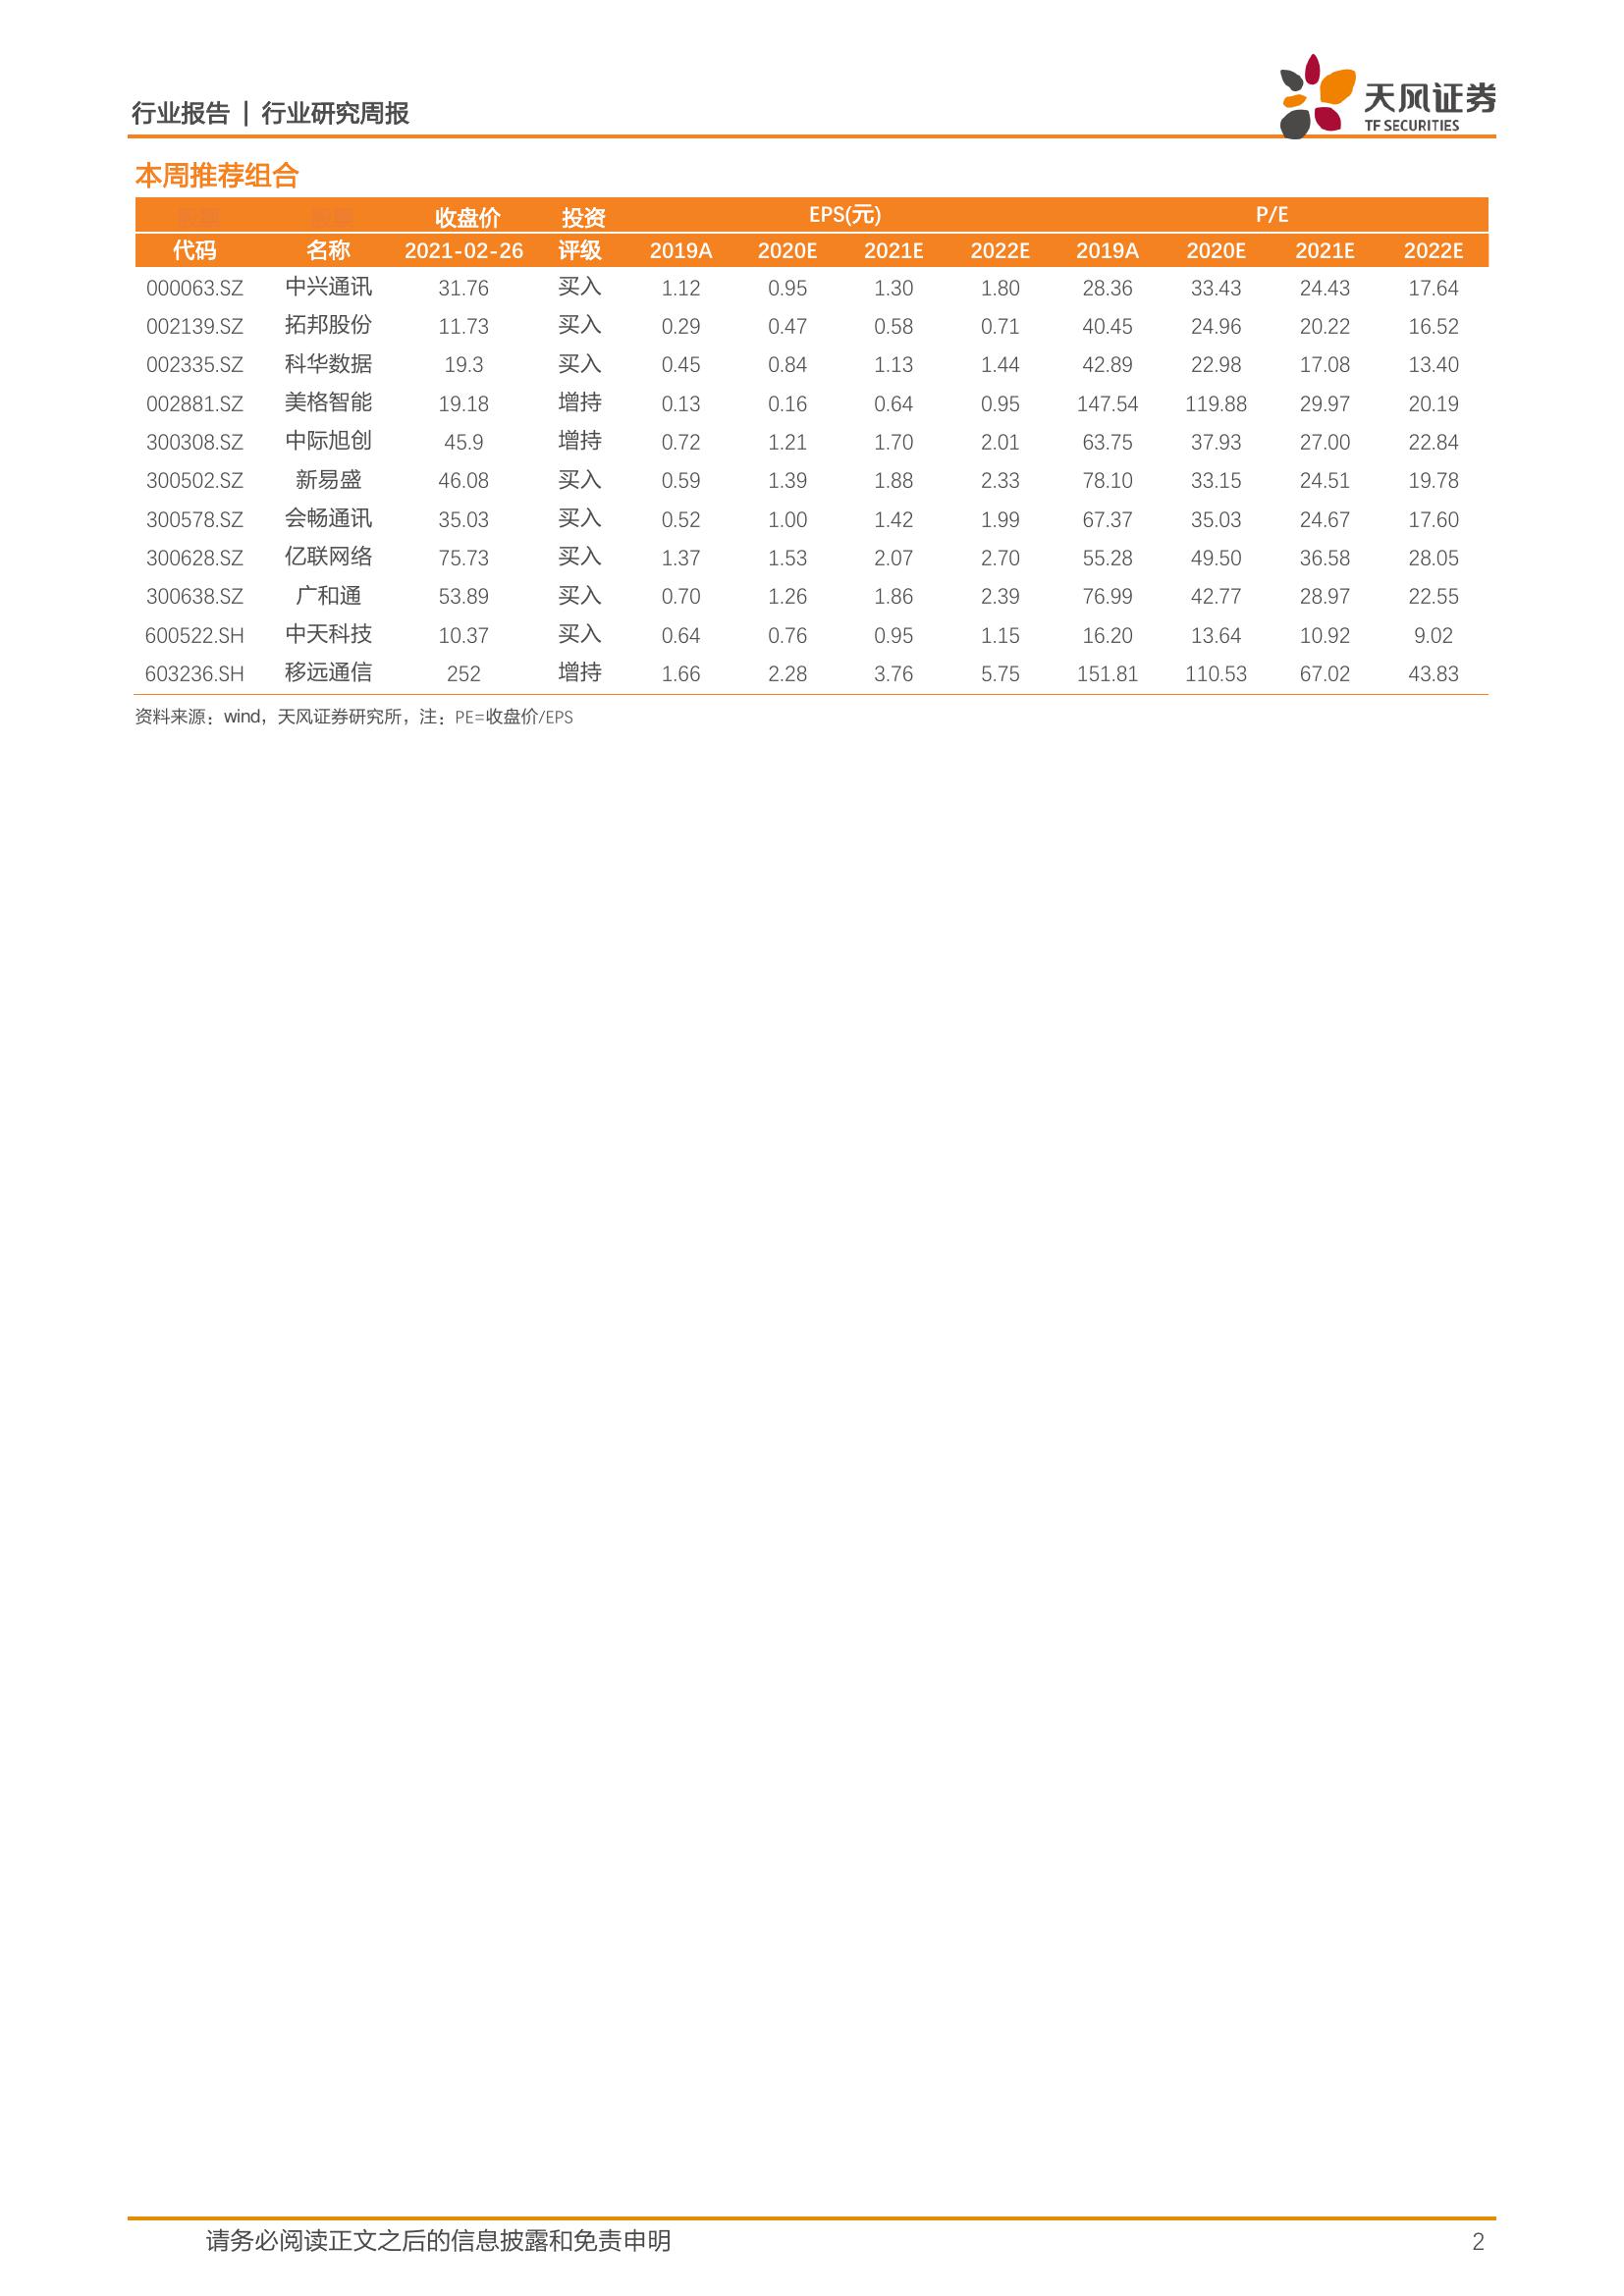 行业报告 | 行业研究周报
天风证券
TF SECURITIES
本周推荐组合
股票 股票 收盘价 投资 EPS(元) P/E
代码 名称 2021-02-26 评级 2019A 2020E 2021E 2022E 2019A 2020E 2021E 2022E
000063.SZ 中兴通讯 31.76 买入 1.12 0.95 1.30 1.80 28.36 33.43 24.43 17.64
002139.SZ 拓邦股份 11.73 买入 0.29 0.47 0.58 0.71 40.45 24.96 20.22 16.52
002335.SZ 科华数据 19.3 买入 0.45 0.84 1.13 1.44 42.89 22.98 17.08 13.40
002881.SZ 美格智能 19.18 增持 0.13 0.16 0.64 0.95 147.54 119.88 29.97 20.19
300308.SZ 中际旭创 45.9 增持 0.72 1.21 1.70 2.01 63.75 37.93 27.00 22.84
300502.SZ 新易盛 46.08 买入 0.59 1.39 1.88 2.33 78.10 33.15 24.51 19.78
300578.SZ 会畅通讯 35.03 买入 0.52 1.00 1.42 1.99 67.37 35.03 24.67 17.60
300628.SZ 亿联网络 75.73 买入 1.37 1.53 2.07 2.70 55.28 49.50 36.58 28.05
300638.SZ 广和通 53.89 买入 0.70 1.26 1.86 2.39 76.99 42.77 28.97 22.55
600522.SH 中天科技 10.37 买入 0.64 0.76 0.95 1.15 16.20 13.64 10.92 9.02
603236.SH 移远通信 252 增持 1.66 2.28 3.76 5.75 151.81 110.53 67.02 43.83
资料来源：wind，天风证券研究所，注：PE=收盘价/EPS
请务必阅读正文之后的信息披露和免责申明 2